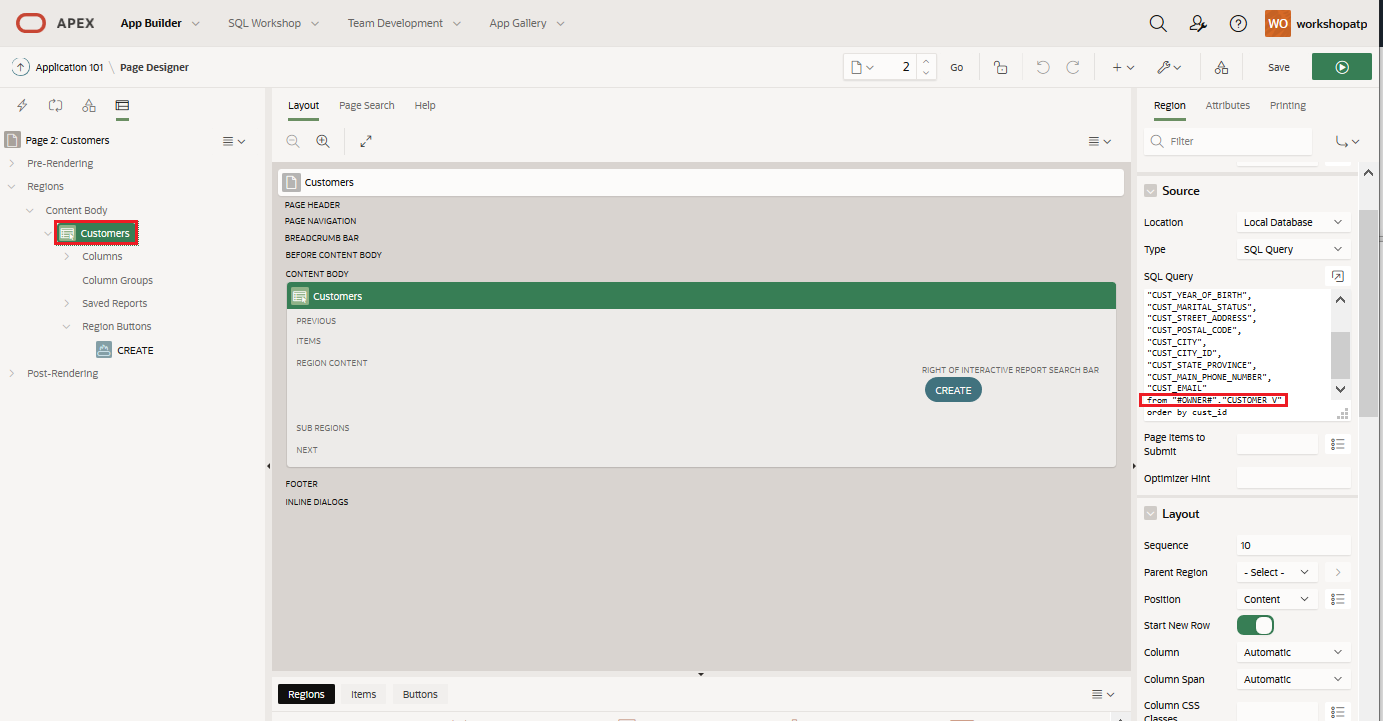 APEX App Builder SQL Workshop Team Development App Gallery WO workshopatp
Application 101 \ Page Designer 2 Go Save
Page 2: Customers
Pre-Rendering
Regions
Content Body
Customers
Columns
Column Groups
Saved Reports
Region Buttons
CREATE
Post-Rendering
Layout Page Search Help
Customers
PAGE HEADER
PAGE NAVIGATION
BREADCRUMB BAR
BEFORE CONTENT BODY
CONTENT BODY
Customers
PREVIOUS
ITEMS
REGION CONTENT
RIGHT OF INTERACTIVE REPORT SEARCH BAR
CREATE
SUB REGIONS
NEXT
FOOTER
INLINE DIALOGS
Regions Items Buttons
Region Attributes Printing
Filter
Source
Location Local Database
Type SQL Query
SQL Query
"CUST_YEAR_OF_BIRTH",
"CUST_MARITAL_STATUS",
"CUST_STREET_ADDRESS",
"CUST_POSTAL_CODE",
"CUST_CITY",
"CUST_CITY_ID",
"CUST_STATE_PROVINCE",
"CUST_MAIN_PHONE_NUMBER",
"CUST_EMAIL"
from "#OWNER#"."CUSTOMER_V"
order by cust_id
Page Items to
Submit
Optimizer Hint
Layout
Sequence 10
Parent Region - Select -
Position Content
Start New Row
Column Automatic
Column Span Automatic
Column CSS
Classes